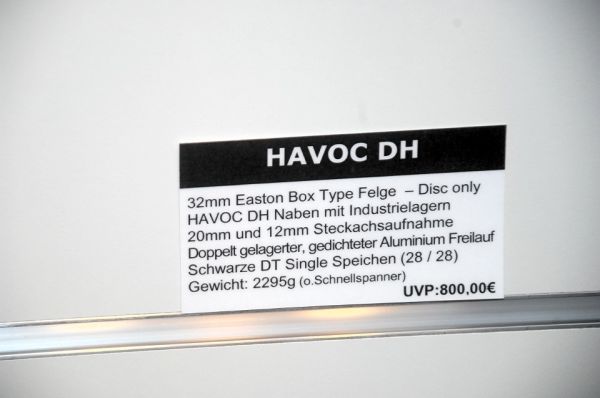 HAVOC DH
32mm Easton Box Type Felge – Disc only
HAVOC DH Naben mit Industrielagern
20mm und 12mm Steckachsaufnahme
Doppelt gelagerter, gedichteter Aluminium Freilauf
Schwarze DT Single Speichen (28 / 28)
Gewicht: 2295g (o.Schnellspanner)
UVP:800,00€